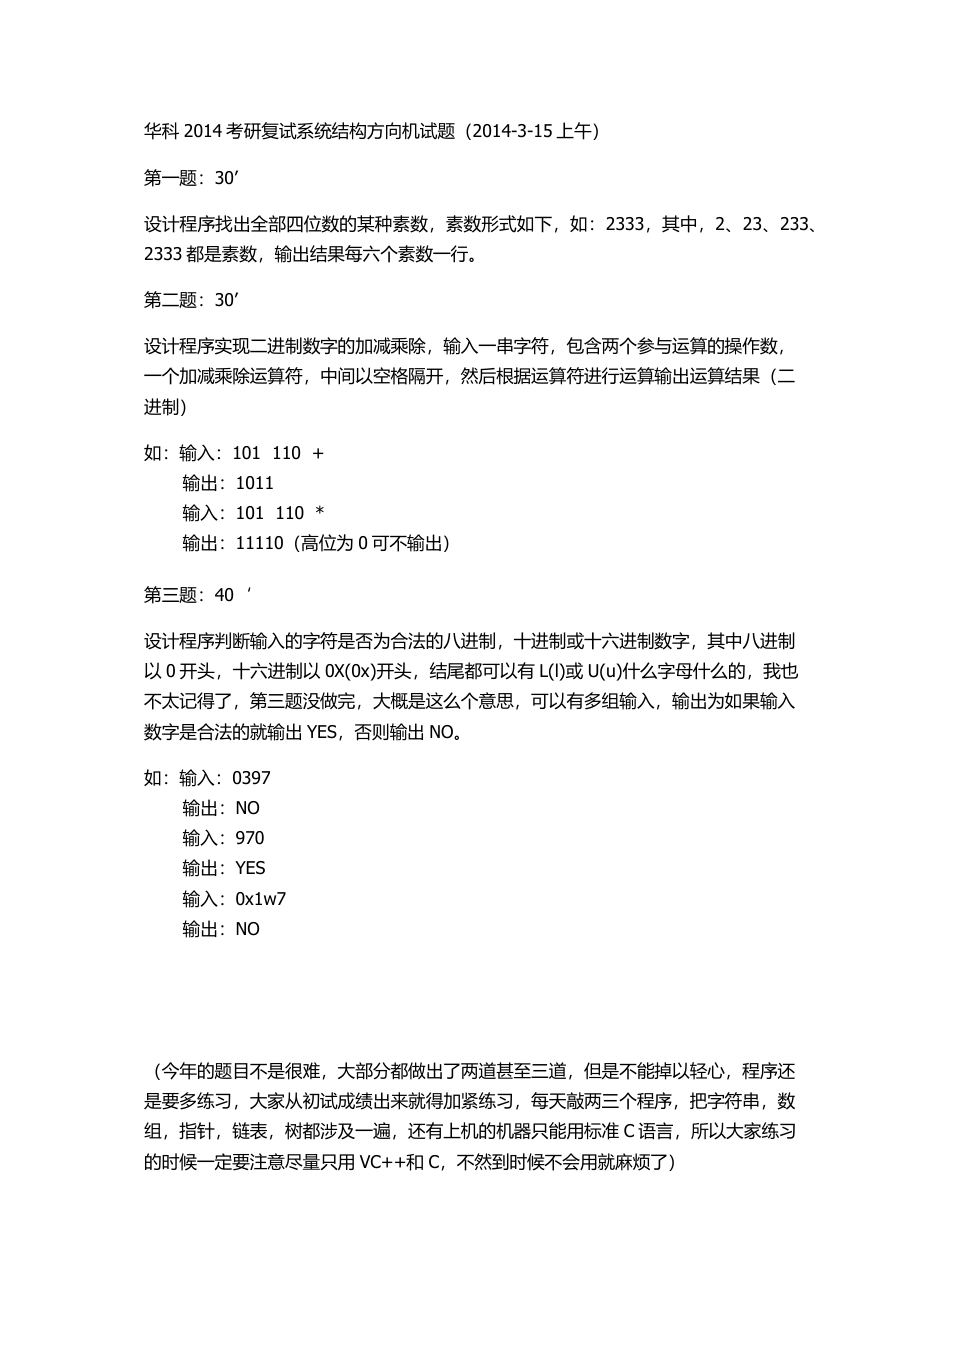 华科 2014 考研复试系统结构方向机试题（2014-3-15 上午）
第一题：30′
设计程序找出全部四位数的某种素数，素数形式如下，如：2333，其中，2、23、233、
2333 都是素数，输出结果每六个素数一行。
第二题：30′
设计程序实现二进制数字的加减乘除，输入一串字符，包含两个参与运算的操作数，
一个加减乘除运算符，中间以空格隔开，然后根据运算符进行运算输出运算结果（二
进制）
如：输入：101  110  +
输出：1011
输入：101  110  *
输出：11110（高位为 0 可不输出）
第三题：40 ′
设计程序判断输入的字符是否为合法的八进制，十进制或十六进制数字，其中八进制
以 0 开头，十六进制以 0X(0x)开头，结尾都可以有 L(l)或 U(u)什么字母什么的，我也
不太记得了，第三题没做完，大概是这么个意思，可以有多组输入，输出为如果输入
数字是合法的就输出 YES，否则输出 NO。
如：输入：0397
输出：NO
输入：970
输出：YES
输入：0x1w7
输出：NO
（今年的题目不是很难，大部分都做出了两道甚至三道，但是不能掉以轻心，程序还
是要多练习，大家从初试成绩出来就得加紧练习，每天敲两三个程序，把字符串，数
组，指针，链表，树都涉及一遍，还有上机的机器只能用标准 C 语言，所以大家练习
的时候一定要注意尽量只用 VC++和 C，不然到时候不会用就麻烦了）